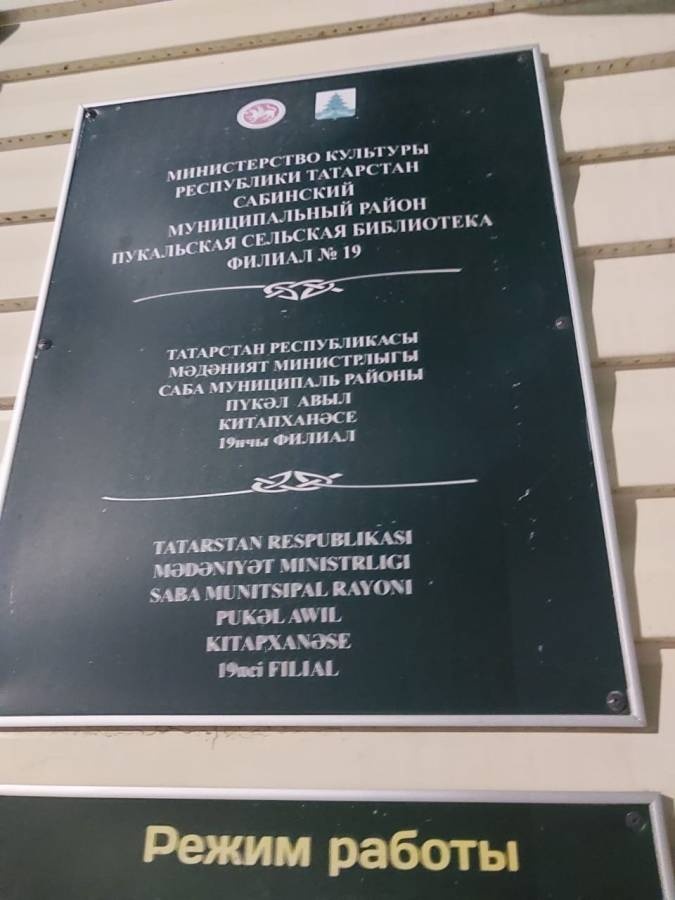 МИНИСТЕРСТВО КУЛЬТУРЫ
РЕСПУБЛИКИ ТАТАРСТАН
САБИНСКИЙ
МУНИЦИПАЛЬНЫЙ РАЙОН
ПУКАЛЬСКАЯ СЕЛЬСКАЯ БИБЛИОТЕКА
ФИЛИАЛ № 19
ТАТАРСТАН РЕСПУБЛИКАСЫ
МӘДӘНИЯТ МИНИСТРЛЫГЫ
САБА МУНИЦИПАЛЬ РАЙОНЫ
ПҮКӘЛ АВЫЛ
КИТАПХАНӘСЕ
19нчы ФИЛИАЛ
TATARSTAN RESPUBLIKASI
MƏDƏNIYƏT MINISTRLIGI
SABA MUNITSIPAL RAYONI
PUKƏL AWIL
KITAPXANƏSE
19nci FILIAL
Режим работы